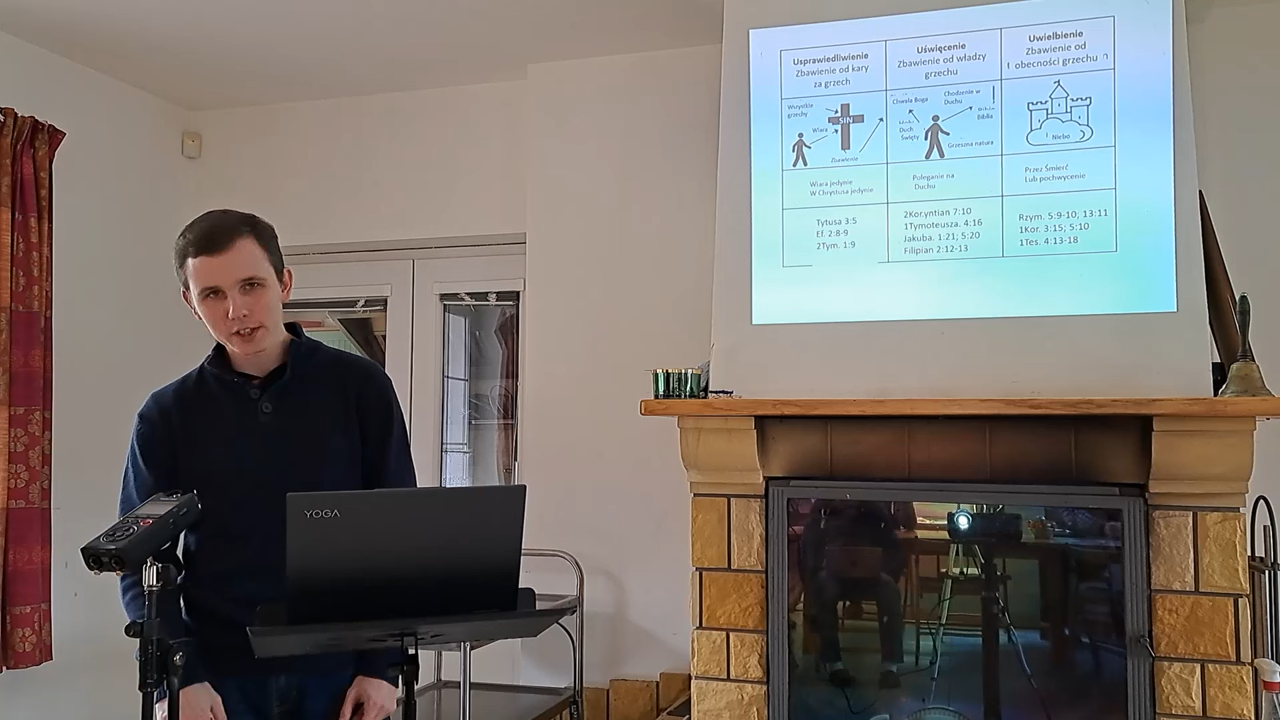 Usprawiedliwienie
Zbawienie od kary
za grzech
Uświęcenie
Zbawienie od władzy
grzechu
Uwielbienie
Zbawienie od
obecności grzechu
Wszystkie
grzechy
Wiara
SIN
Zbawienie
Chwała Boga
Chodzenie w
Duchu
Biblia
Duch
Święty
Grzeszna natura
Niebo
Wiara jedynie
W Chrystusa jedynie
Poleganie na
Duchu
Przez Śmierć
Lub pochwycenie
Tytusa 3:5
Ef. 2:8-9
2Tym. 1:9
2Kor.yntian 7:10
1Tymoteusza. 4:16
Jakuba. 1:21; 5:20
Filipian 2:12-13
Rzym. 5:9-10; 13:11
1Kor. 3:15; 5:10
1Tes. 4:13-18
YOGA